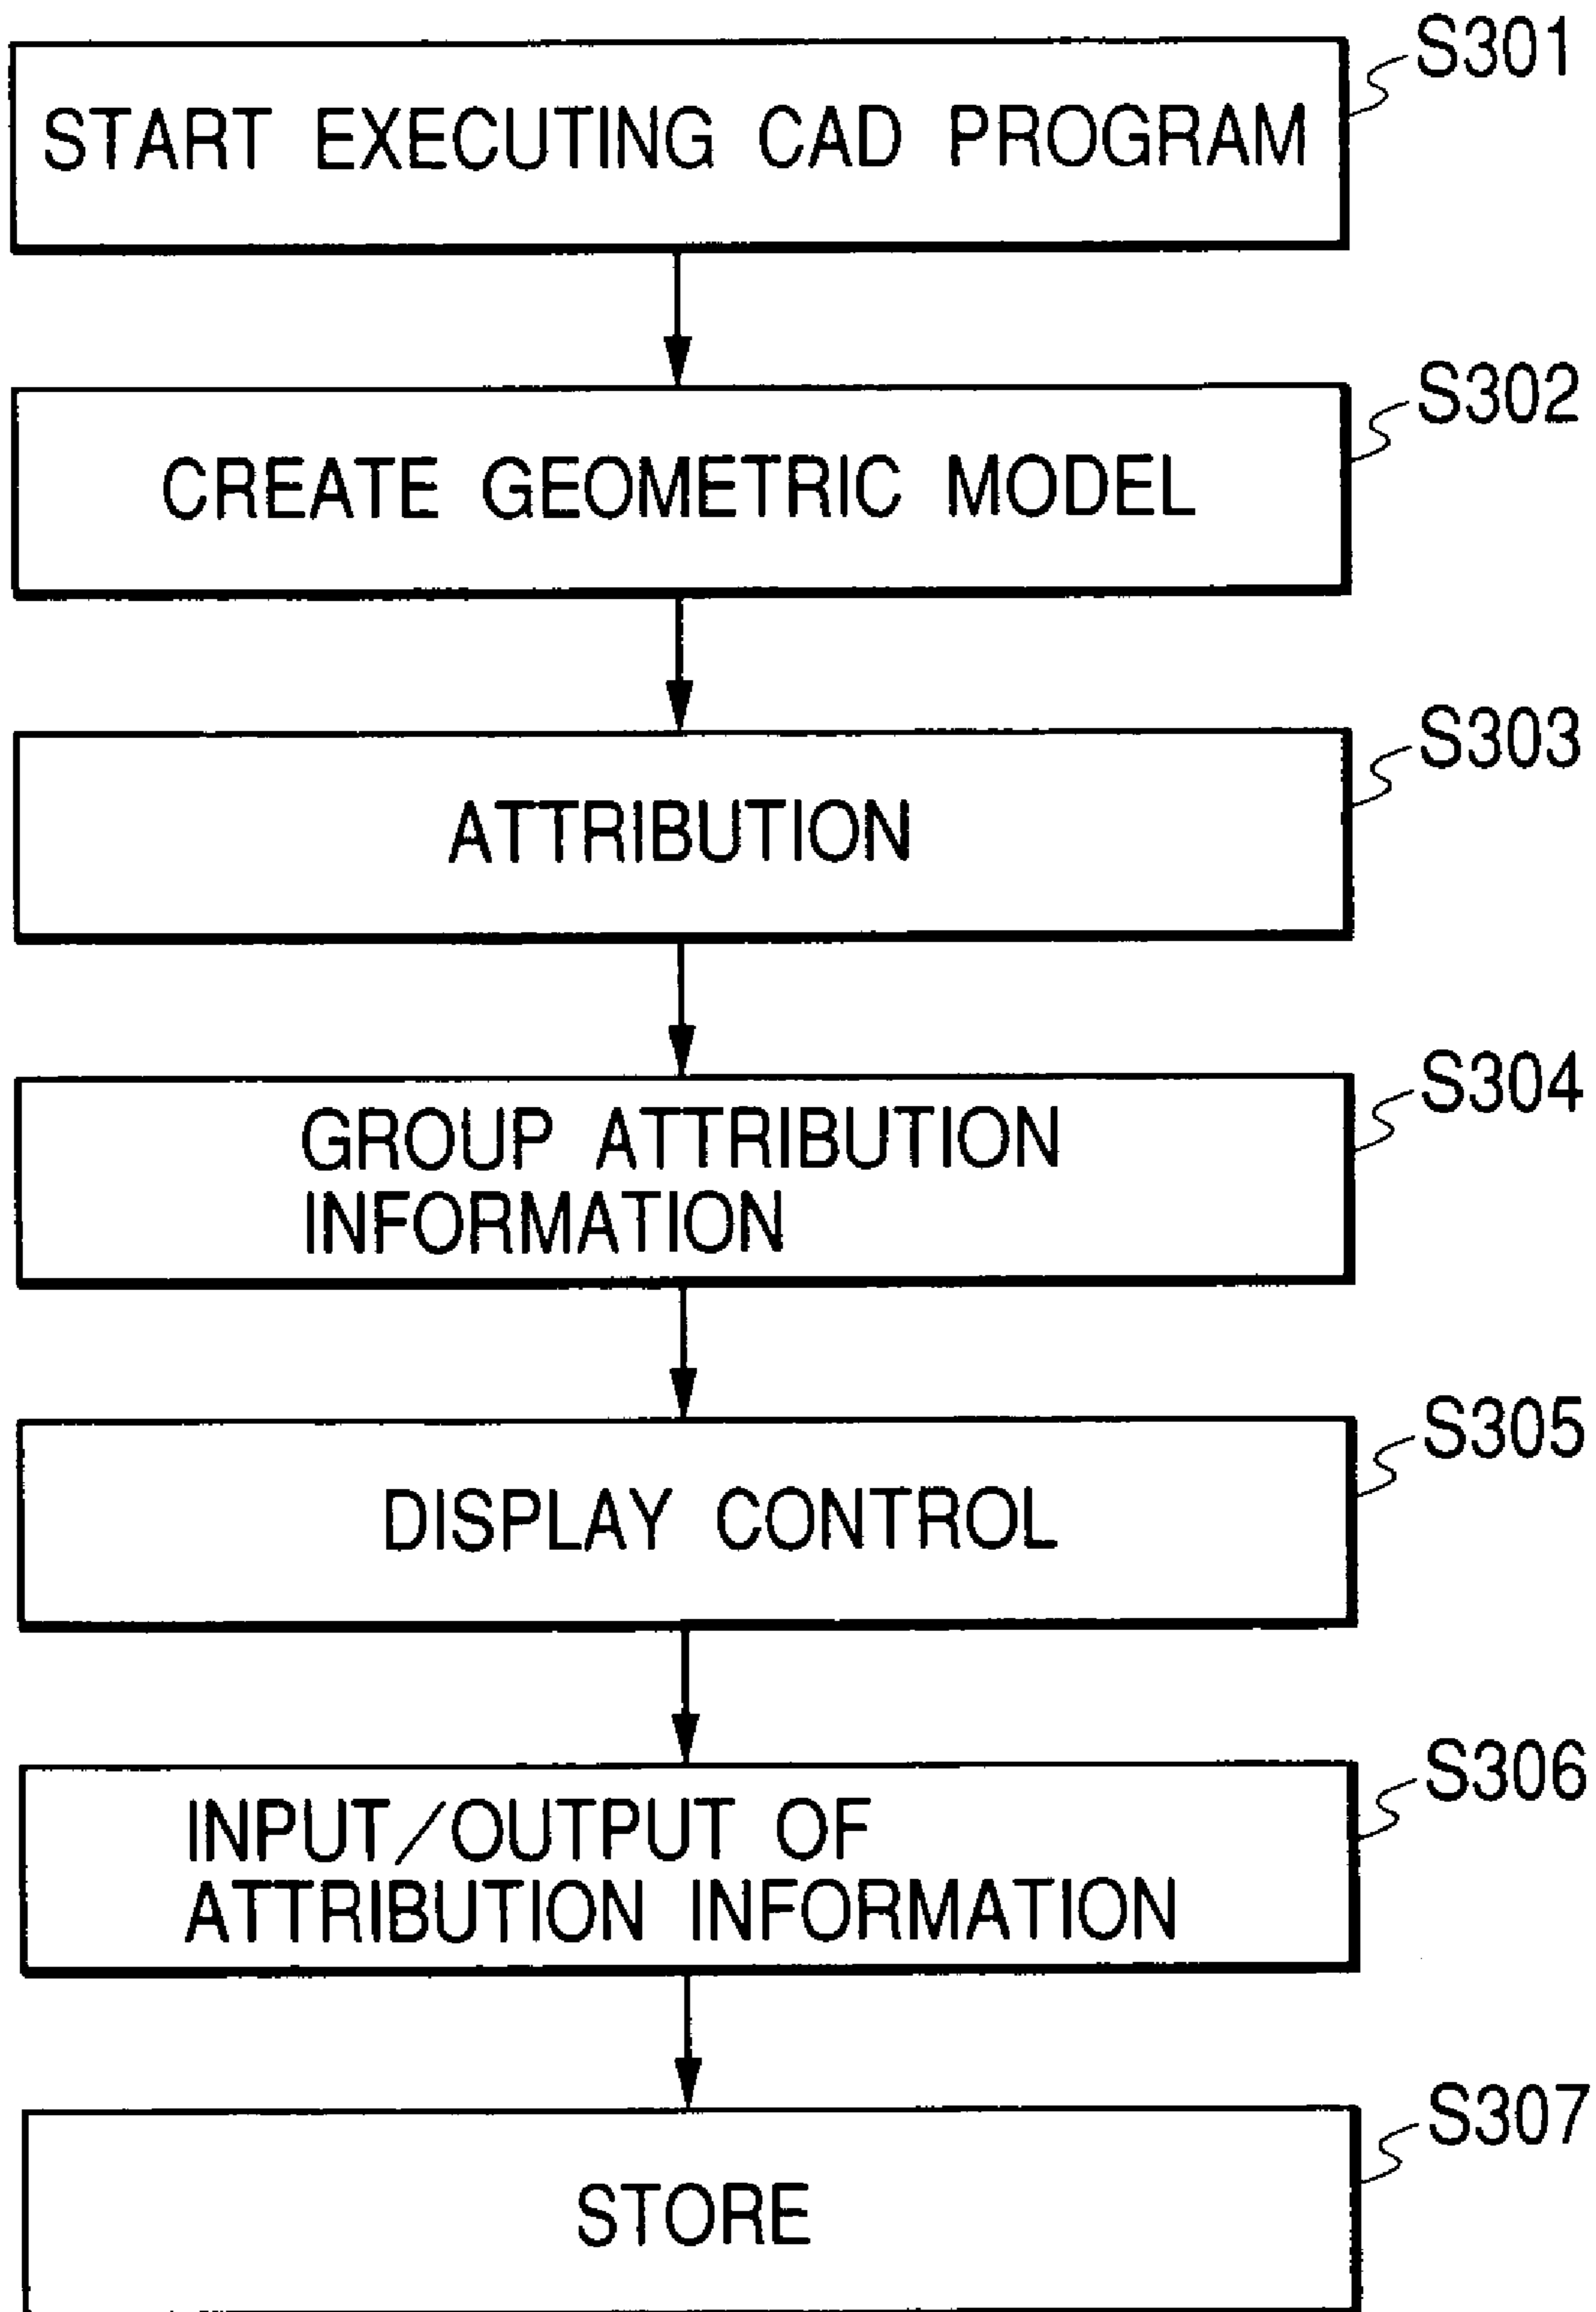 S301
START EXECUTING CAD PROGRAM
S302
CREATE GEOMETRIC MODEL
S303
ATTRIBUTION
S304
GROUP ATTRIBUTION
INFORMATION
S305
DISPLAY CONTROL
S306
INPUT/OUTPUT OF
ATTRIBUTION INFORMATION
S307
STORE